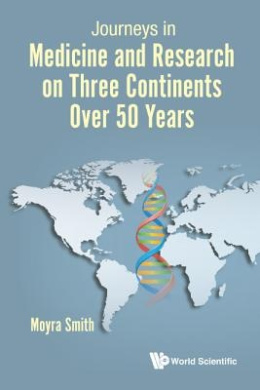 Journeys in
Medicine and Research
on Three Continents
Over 50 Years
Moyra Smith
World Scientific